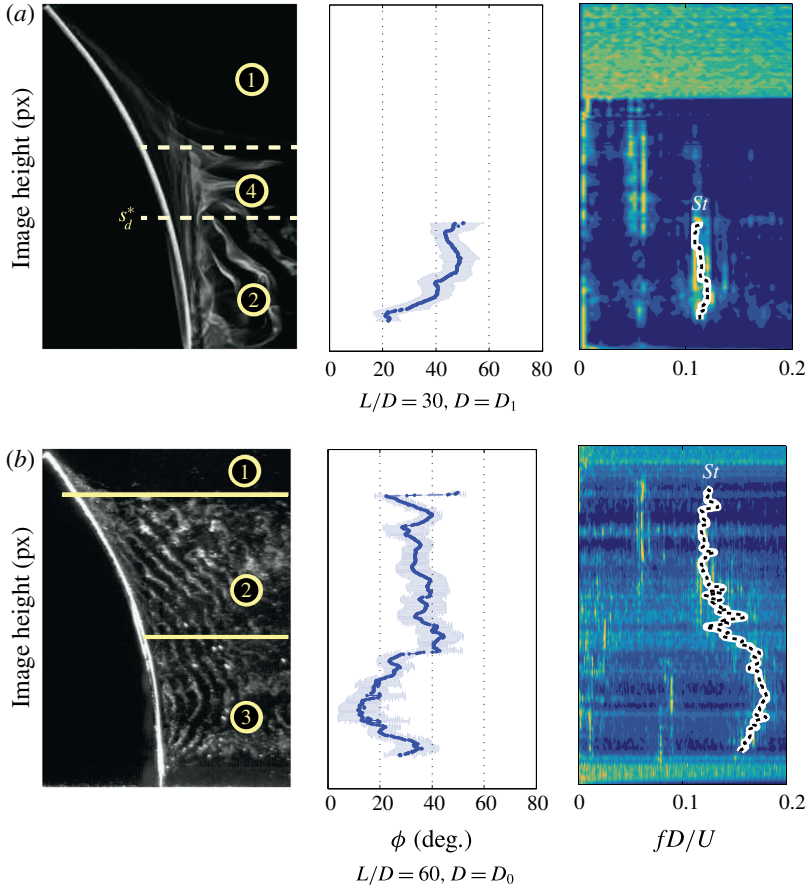 (a)
Image height (px)
1
4
s*d
2
St
0 20 40 60 80
0 0.1 0.2
L/D = 30, D = D1
(b)
Image height (px)
1
2
3
St
0 20 40 60 80
0 0.1 0.2
ϕ (deg.)
fD/U
L/D = 60, D = D0